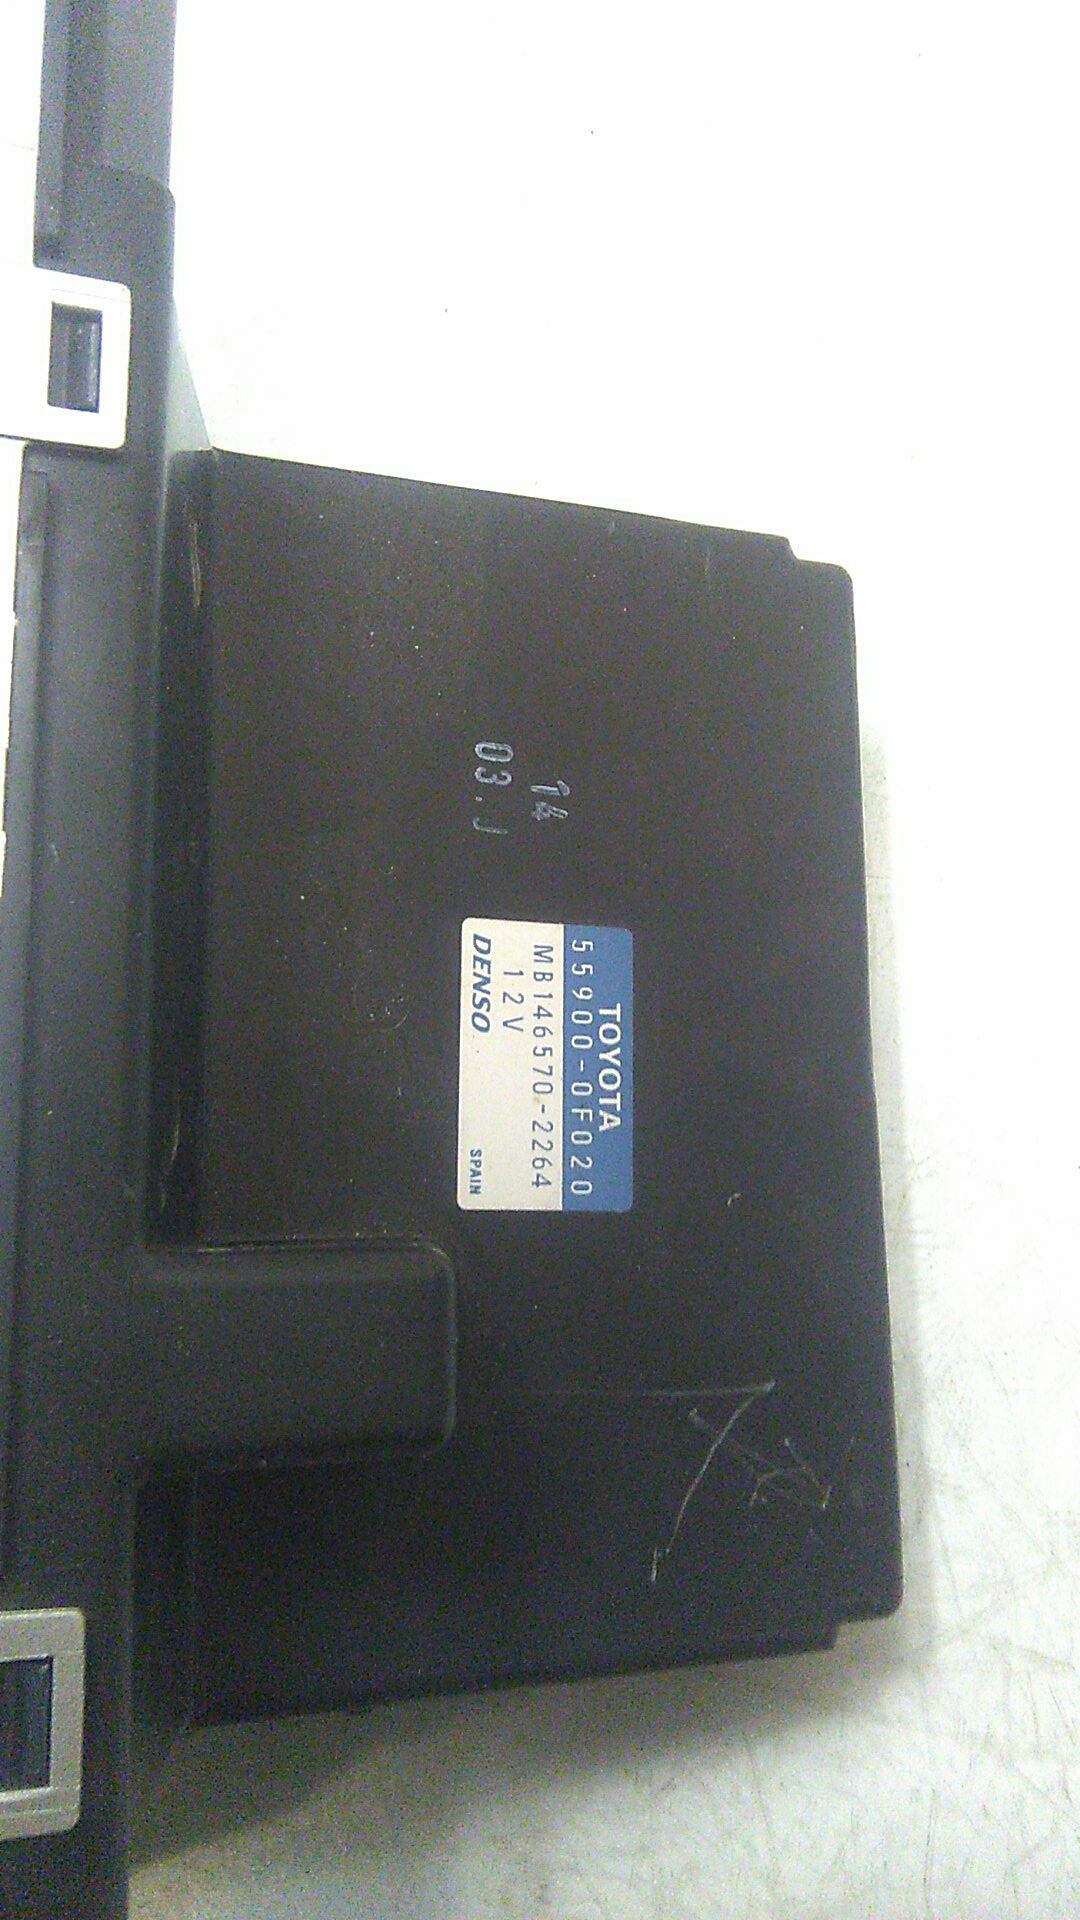 14
03.J
TOYOTA
55900-0F020
MB146570-2264
12V
DENSO
SPAIN